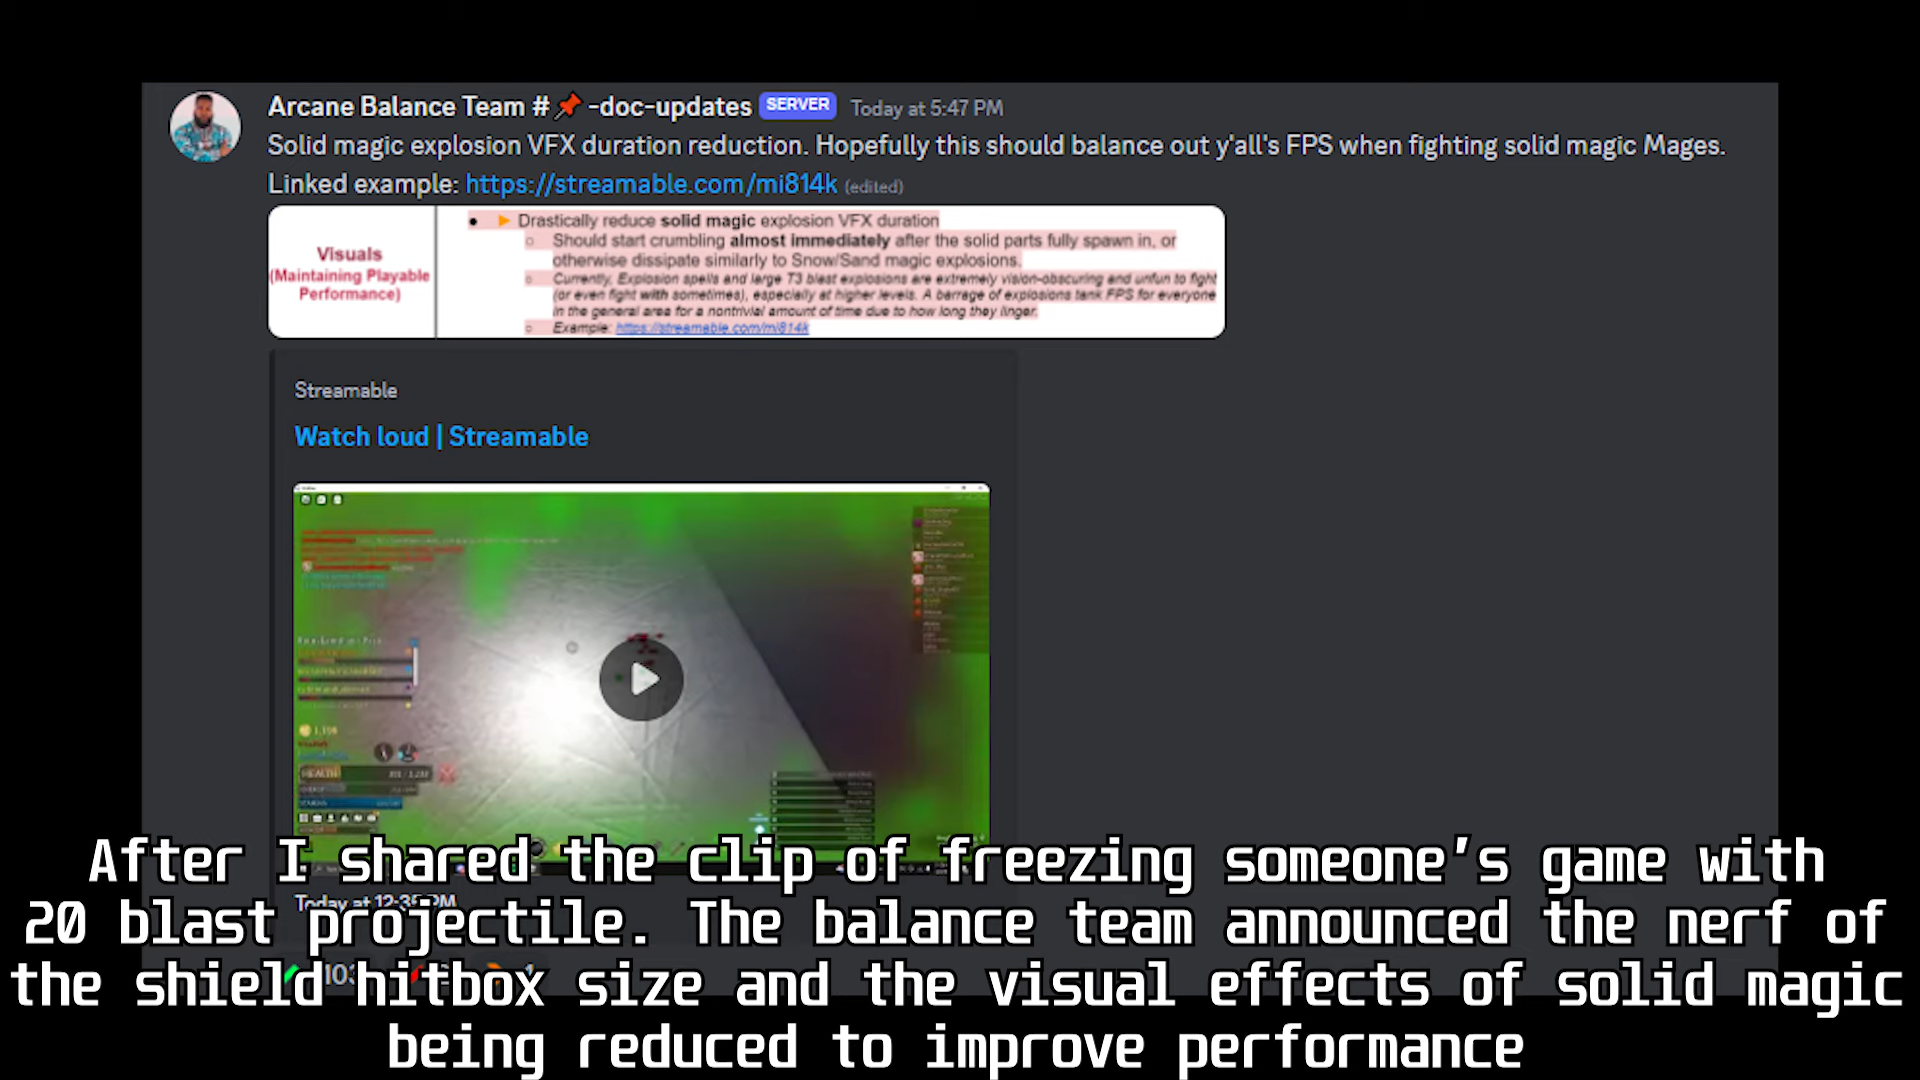 Arcane Balance Team # 📌 -doc-updates SERVER Today at 5:47 PM
Solid magic explosion VFX duration reduction. Hopefully this should balance out y'all's FPS when fighting solid magic Mages.
Linked example: https://streamable.com/mi814k (edited)
Visuals
(Maintaining Playable
Performance)
Drastically reduce solid magic explosion VFX duration
Should start crumbling almost immediately after the solid parts fully spawn in, or
otherwise dissipate similarly to Snow/Sand magic explosions.
Currently, Explosion spells and large T3 blast explosions are extremely vision-obscuring and unfun to fight
(or even fight with sometimes), especially at higher levels. A barrage of explosions tank FPS for everyone
in the general area for a nontrivial amount of time due to how long they linger.
Example: https://streamable.com/mi814k
Streamable
Watch loud | Streamable
HEALTH
Today at 12:35 PM
103
After I shared the clip of freezing someone's game with
20 blast projectile. The balance team announced the nerf of
the shield hitbox size and the visual effects of solid magic
being reduced to improve performance